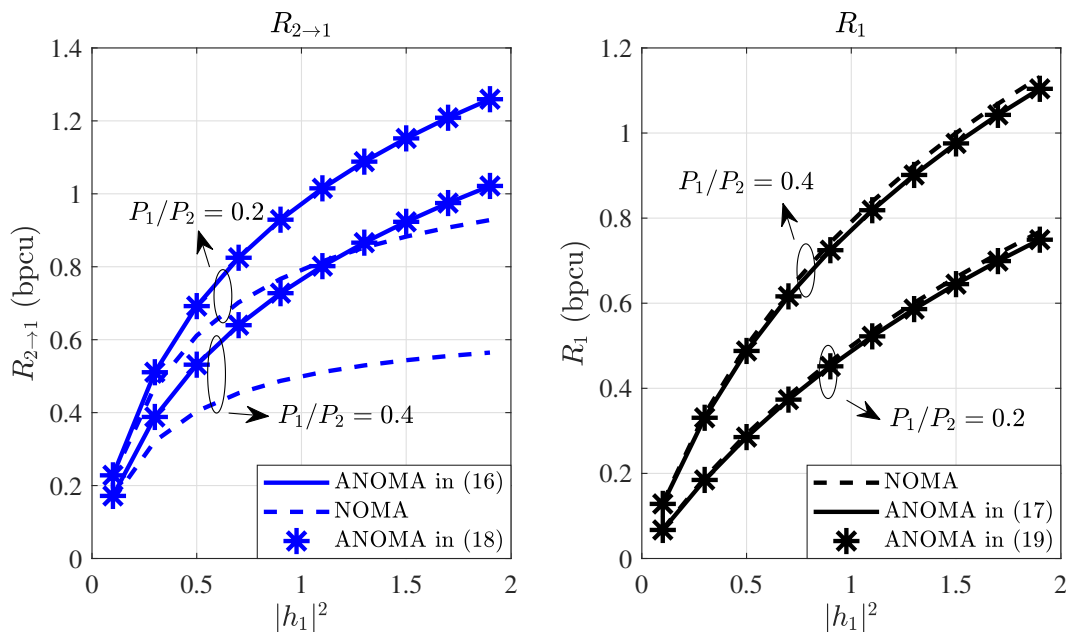 R_{2→1}
1.4
1.2
1
0.8
0.6
0.4
0.2
0
R_{2→1} (bpcu)
P_1/P_2 = 0.2
P_1/P_2 = 0.4
ANOMA in (16)
NOMA
ANOMA in (18)
0 0.5 1 1.5 2
|h_1|^2
R_1
1.2
1
0.8
0.6
0.4
0.2
0
R_1 (bpcu)
P_1/P_2 = 0.4
P_1/P_2 = 0.2
NOMA
ANOMA in (17)
ANOMA in (19)
0 0.5 1 1.5 2
|h_1|^2